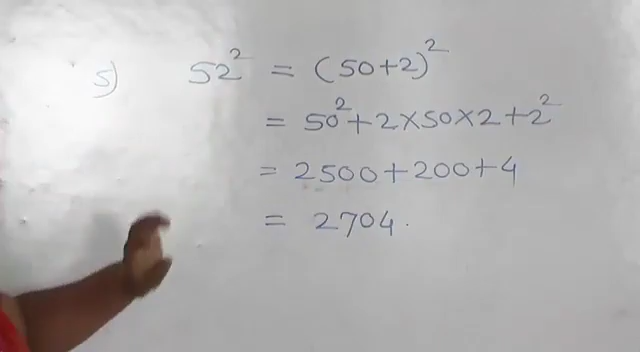 5) 52² = (50+2)²
= 50²+2×50×2+2²
= 2500+200+4
= 2704.